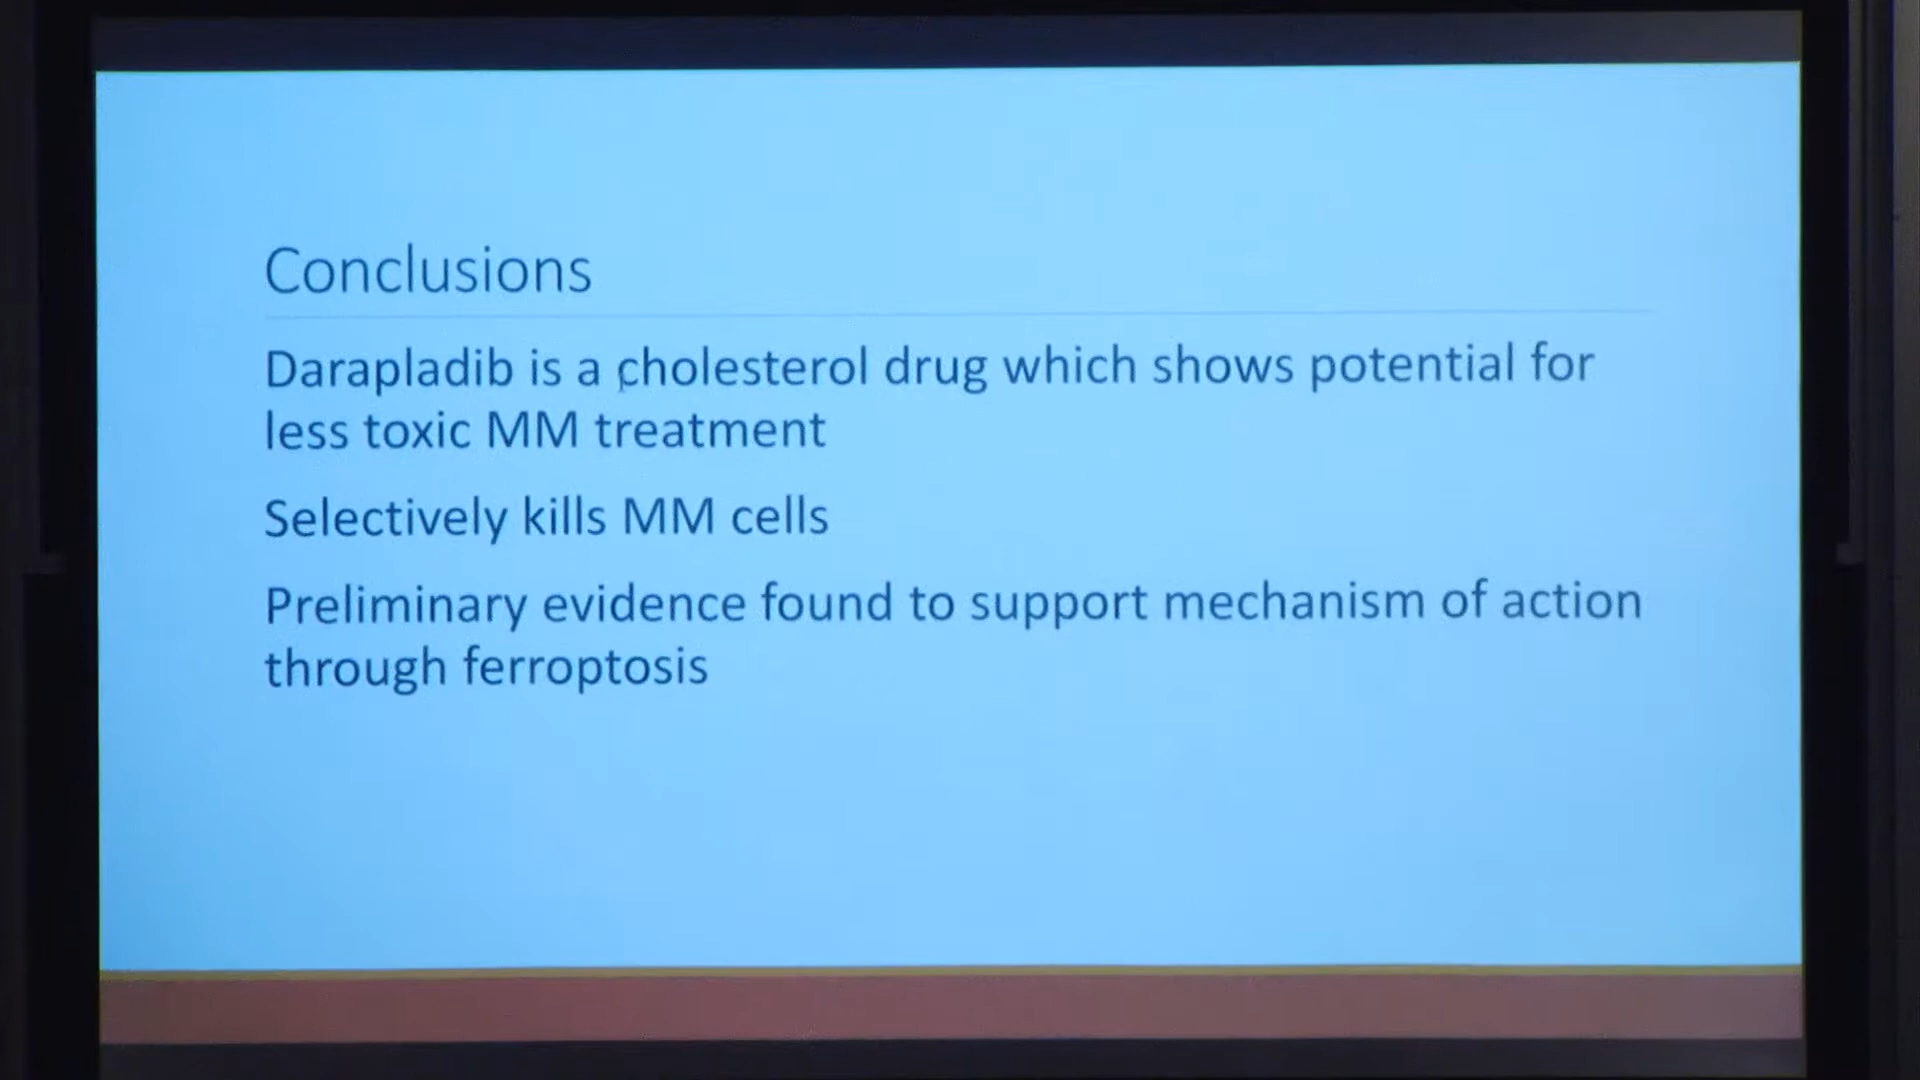 Conclusions
Darapladib is a cholesterol drug which shows potential for
less toxic MM treatment
Selectively kills MM cells
Preliminary evidence found to support mechanism of action
through ferroptosis